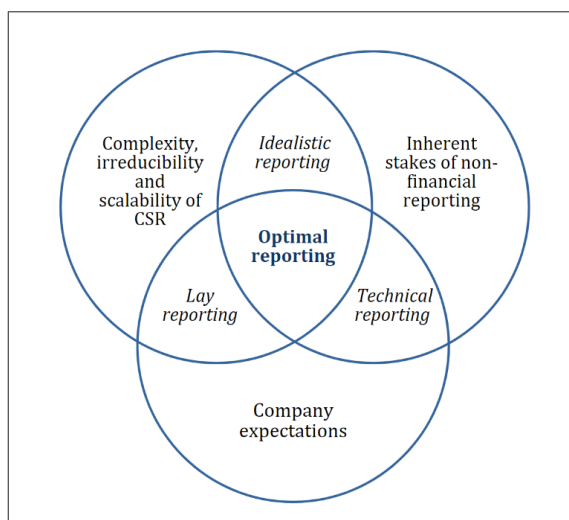 Complexity,
irreducibility
and
scalability of
CSR
Idealistic
reporting
Inherent
stakes of non-
financial
reporting
Optimal
reporting
Lay
reporting
Technical
reporting
Company
expectations